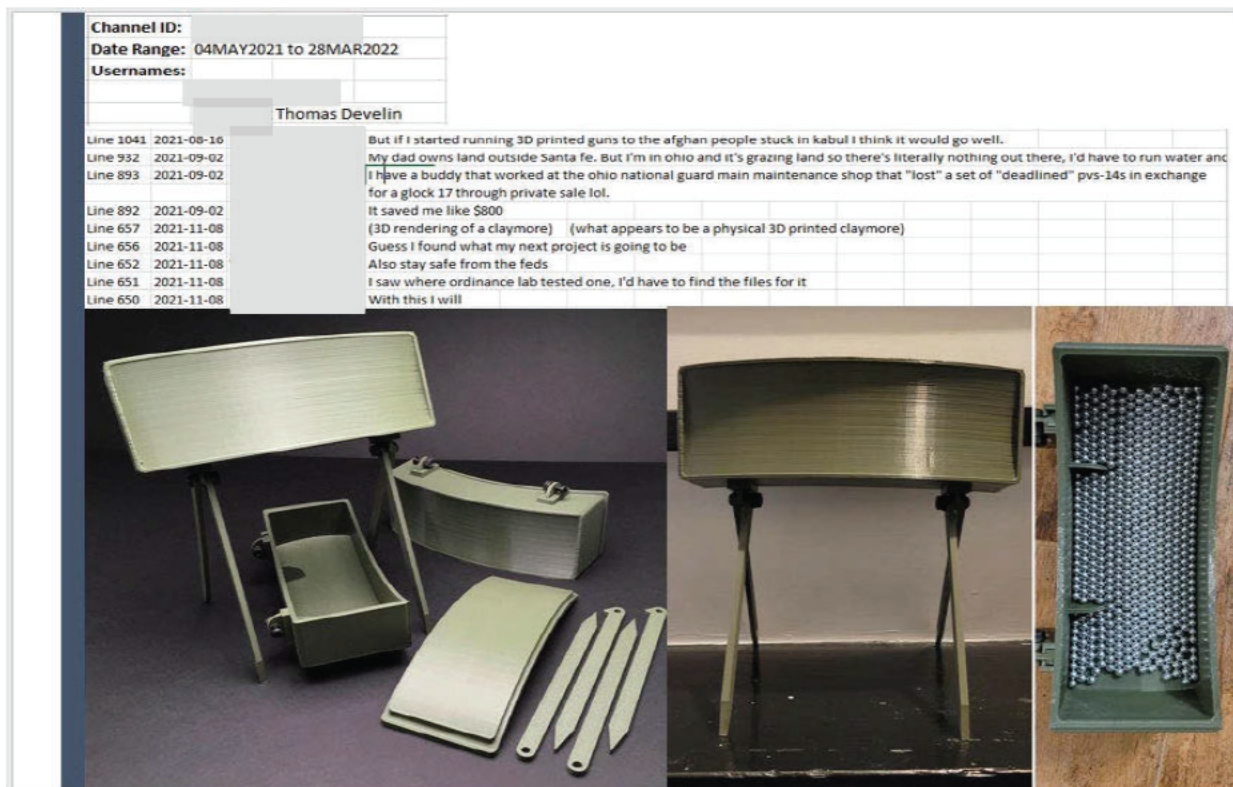 Channel ID:
Date Range: 04MAY2021 to 28MAR2022
Usernames:
Thomas Develin
Line 1041 2021-08-16 But if I started running 3D printed guns to the afghan people stuck in kabul I think it would go well.
Line 932 2021-09-02 My dad owns land outside Santa fe. But I'm in ohio and it's grazing land so there's literally nothing out there, I'd have to run water and
Line 893 2021-09-02 I have a buddy that worked at the ohio national guard main maintenance shop that "lost" a set of "deadlined" pvs-14s in exchange
for a glock 17 through private sale lol.
Line 892 2021-09-02 It saved me like $800
Line 657 2021-11-08 (3D rendering of a claymore) (what appears to be a physical 3D printed claymore)
Line 656 2021-11-08 Guess I found what my next project is going to be
Line 652 2021-11-08 Also stay safe from the feds
Line 651 2021-11-08 I saw where ordinance lab tested one, I'd have to find the files for it
Line 650 2021-11-08 With this I will